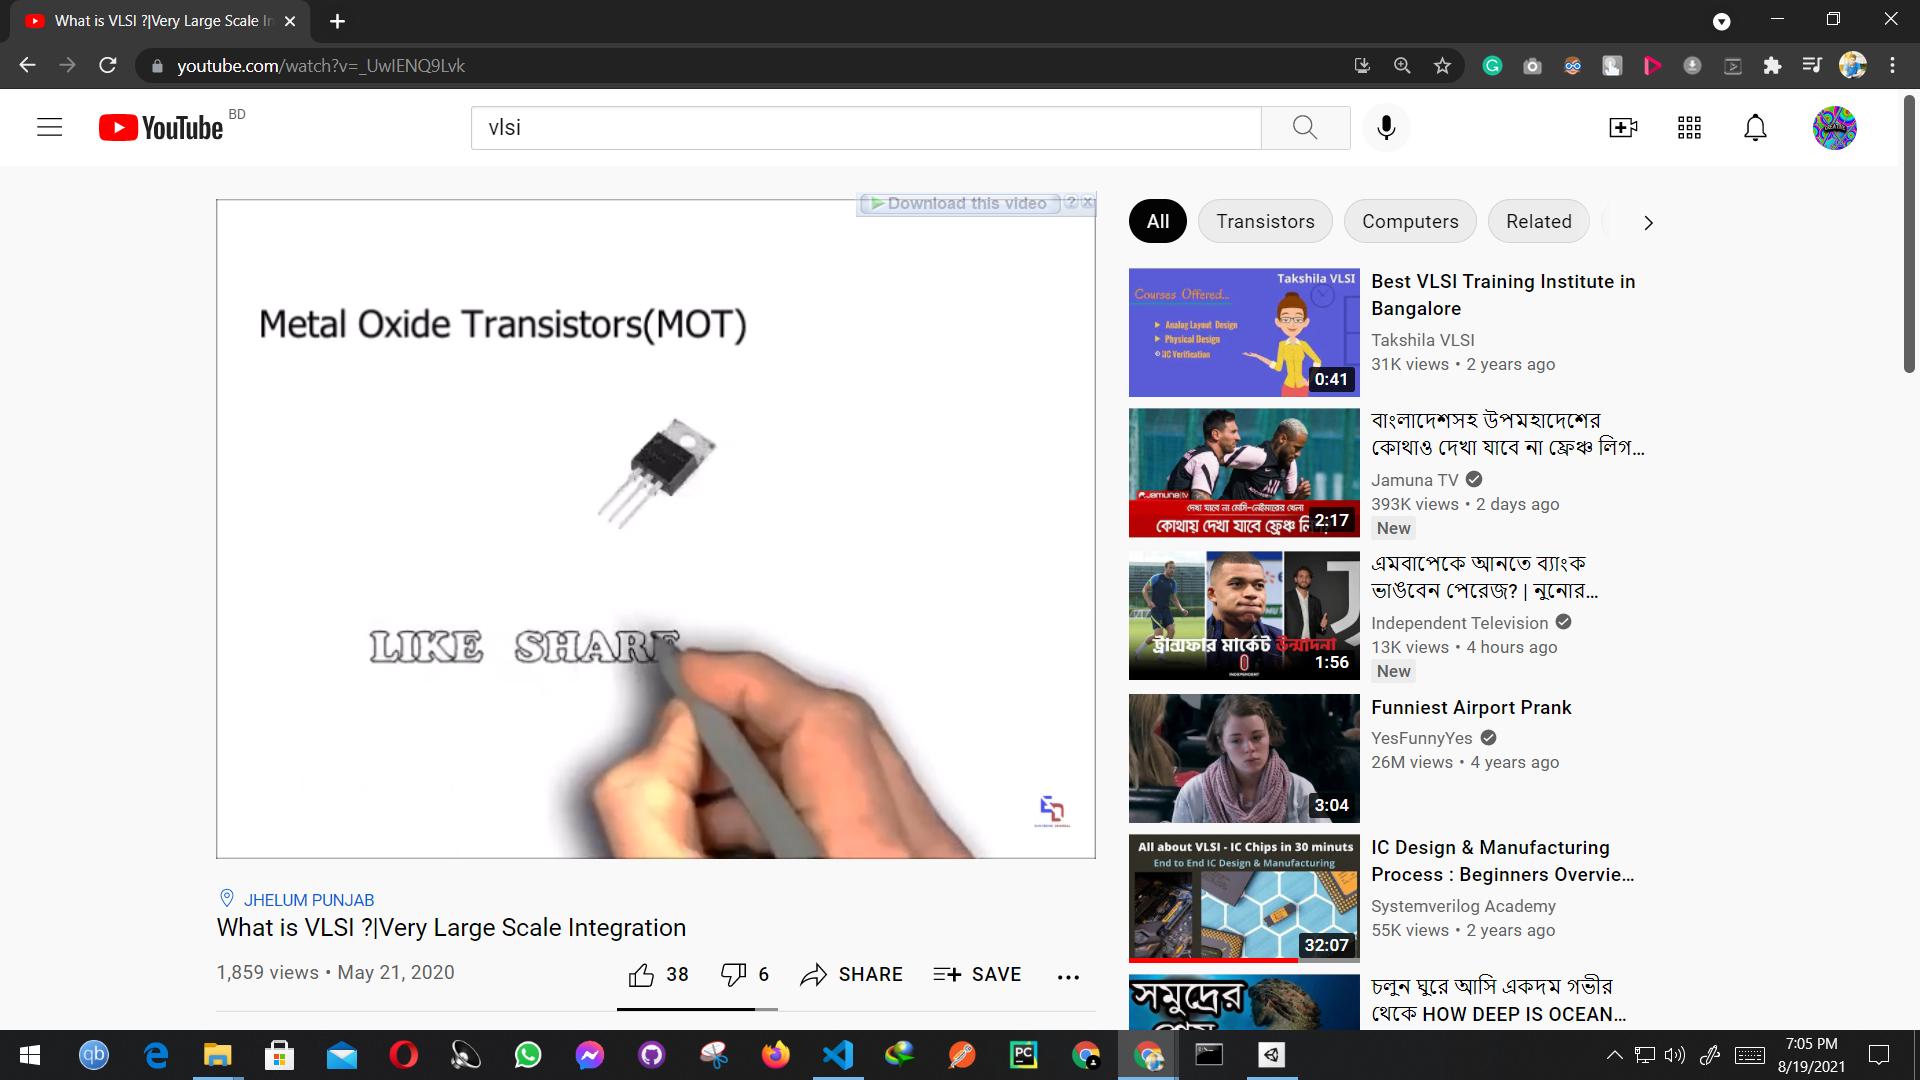 What is VLSI ?|Very Large Scale In
youtube.com/watch?v=_UwIENQ9Lvk
YouTube BD
vlsi
Download this video ? X
Metal Oxide Transistors(MOT)
LIKE SHARE
JHELUM PUNJAB
What is VLSI ?|Very Large Scale Integration
1,859 views • May 21, 2020
38 6 SHARE SAVE
All Transistors Computers Related
Takshila VLSI
Courses Offered...
Analog Layout Design
Physical Design
IC Verification
0:41
Best VLSI Training Institute in
Bangalore
Takshila VLSI
31K views • 2 years ago
Jamuna tv
দেখা যাবে না মেসি-নেইমারের খেলা
কোথায় দেখা যাবে ফ্রেঞ্চ
2:17
বাংলাদেশসহ উপমহাদেশের
কোথাও দেখা যাবে না ফ্রেঞ্চ লিগ...
Jamuna TV
393K views • 2 days ago
New
ট্রান্সফার মার্কেট উন্মাদনা
INDEPENDENT
1:56
এমবাপেকে আনতে ব্যাংক
ভাঙবেন পেরেজ? | নুনোর...
Independent Television
13K views • 4 hours ago
New
3:04
Funniest Airport Prank
YesFunnyYes
26M views • 4 years ago
All about VLSI - IC Chips in 30 minuts
End to End IC Design & Manufacturing
32:07
IC Design & Manufacturing
Process : Beginners Overvie...
Systemverilog Academy
55K views • 2 years ago
সমুদ্রের
শেষ
চলুন ঘুরে আসি একদম গভীর
থেকে HOW DEEP IS OCEAN...
qb
PC
7:05 PM
8/19/2021